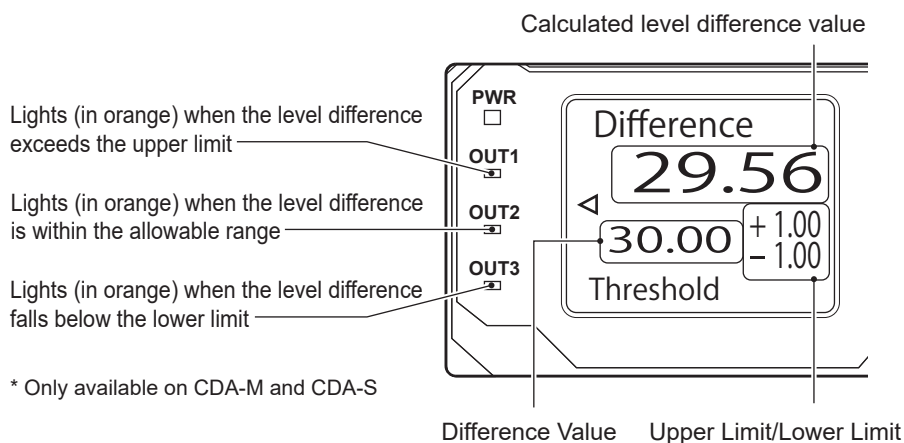 Calculated level difference value
Lights (in orange) when the level difference
exceeds the upper limit
Lights (in orange) when the level difference
is within the allowable range
Lights (in orange) when the level difference
falls below the lower limit
* Only available on CDA-M and CDA-S
PWR
OUT1
OUT2
OUT3
Difference
29.56
30.00
+ 1.00
− 1.00
Threshold
Difference Value
Upper Limit/Lower Limit